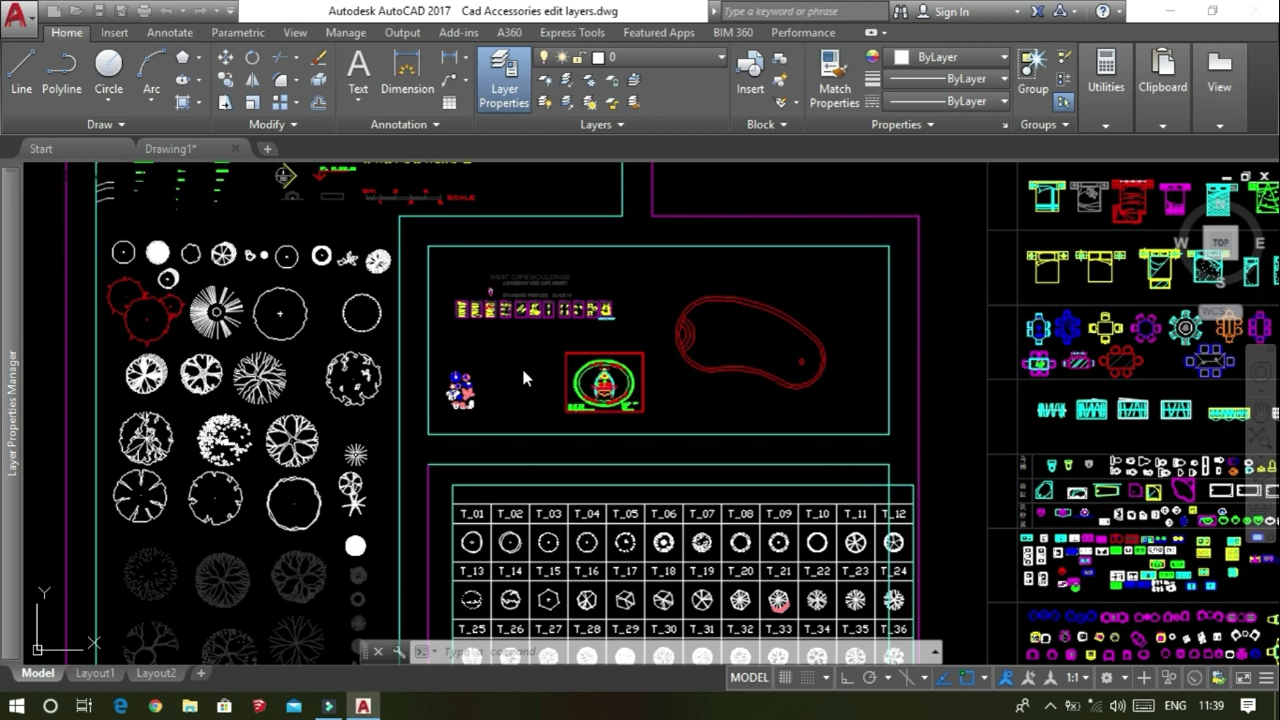 Autodesk AutoCAD 2017 Cad Accessories edit layers.dwg
Type a keyword or phrase
Sign In
Home Insert Annotate Parametric View Manage Output Add-ins A360 Express Tools Featured Apps BIM 360 Performance
0
ByLayer
ByLayer
ByLayer
Line Polyline Circle Arc Text Dimension Layer Properties Insert Match Properties Group Utilities Clipboard View
Draw Modify Annotation Layers Block Properties Groups
Start Drawing1*
SCALE
W TOP E
S
WCS
Layer Properties Manager
T_01 T_02 T_03 T_04 T_05 T_06 T_07 T_08 T_09 T_10 T_11 T_12
T_13 T_14 T_15 T_16 T_17 T_18 T_19 T_20 T_21 T_22 T_23 T_24
T_25 T_26 T_27 T_28 T_29 T_30 T_31 T_32 T_33 T_34 T_35 T_36
Y
X
Type a command
Model Layout1 Layout2
MODEL 1:1
ENG 11:39